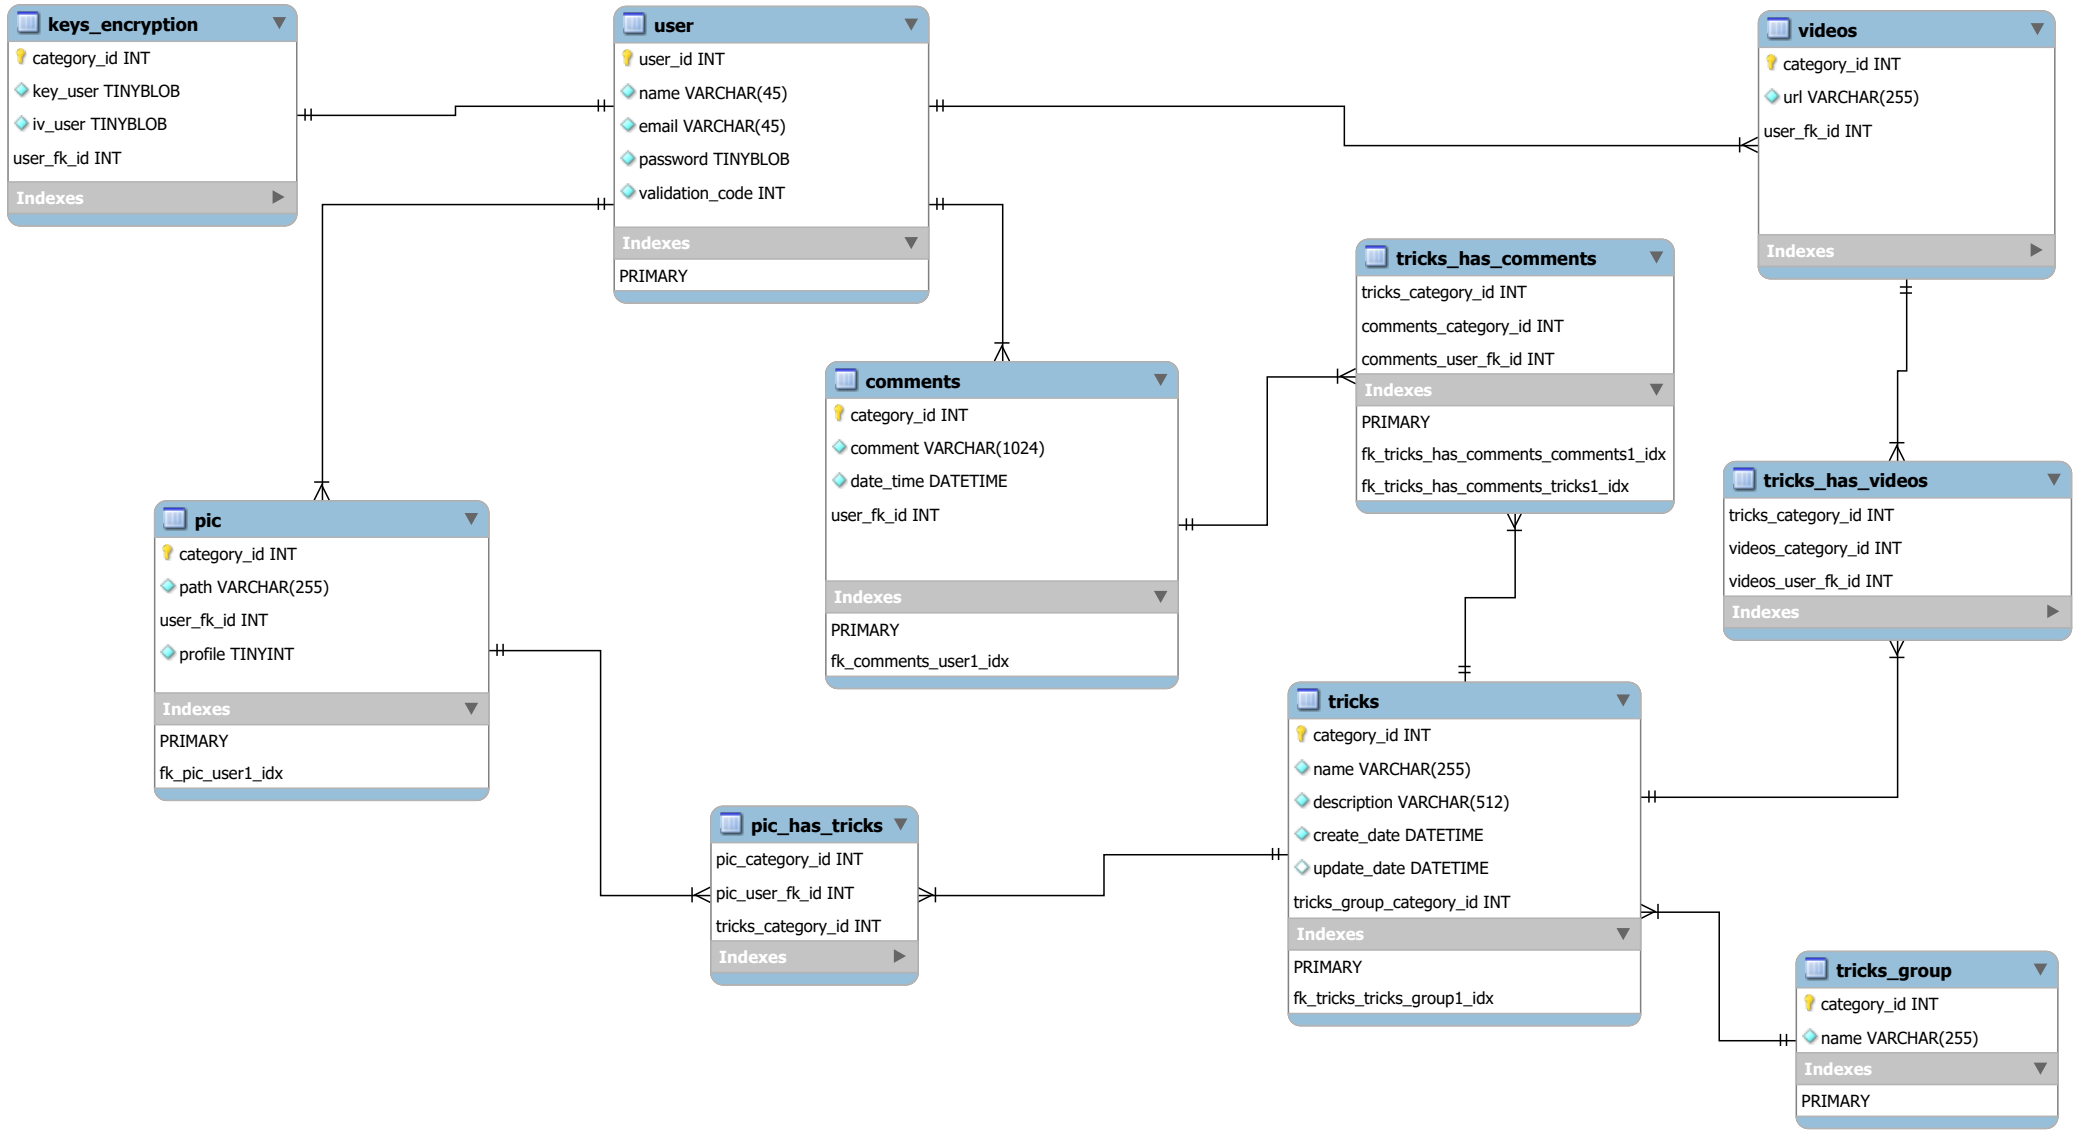 keys_encryption
category_id INT
key_user TINYBLOB
iv_user TINYBLOB
user_fk_id INT
Indexes
user
user_id INT
name VARCHAR(45)
email VARCHAR(45)
password TINYBLOB
validation_code INT
Indexes
PRIMARY
videos
category_id INT
url VARCHAR(255)
user_fk_id INT
Indexes
tricks_has_comments
tricks_category_id INT
comments_category_id INT
comments_user_fk_id INT
Indexes
PRIMARY
fk_tricks_has_comments_comments1_idx
fk_tricks_has_comments_tricks1_idx
comments
category_id INT
comment VARCHAR(1024)
date_time DATETIME
user_fk_id INT
Indexes
PRIMARY
fk_comments_user1_idx
tricks_has_videos
tricks_category_id INT
videos_category_id INT
videos_user_fk_id INT
Indexes
pic
category_id INT
path VARCHAR(255)
user_fk_id INT
profile TINYINT
Indexes
PRIMARY
fk_pic_user1_idx
tricks
category_id INT
name VARCHAR(255)
description VARCHAR(512)
create_date DATETIME
update_date DATETIME
tricks_group_category_id INT
Indexes
PRIMARY
fk_tricks_tricks_group1_idx
pic_has_tricks
pic_category_id INT
pic_user_fk_id INT
tricks_category_id INT
Indexes
tricks_group
category_id INT
name VARCHAR(255)
Indexes
PRIMARY